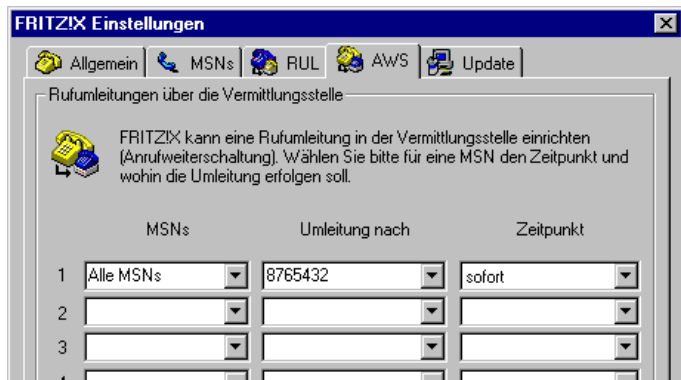 FRITZ!X Einstellungen
Allgemein MSNs RUL AWS Update
Rufumleitungen über die Vermittlungsstelle
FRITZ!X kann eine Rufumleitung in der Vermittlungsstelle einrichten
(Anrufweiterschaltung). Wählen Sie bitte für eine MSN den Zeitpunkt und
wohin die Umleitung erfolgen soll.
MSNs Umleitung nach Zeitpunkt
1 Alle MSNs 8765432 sofort
2
3